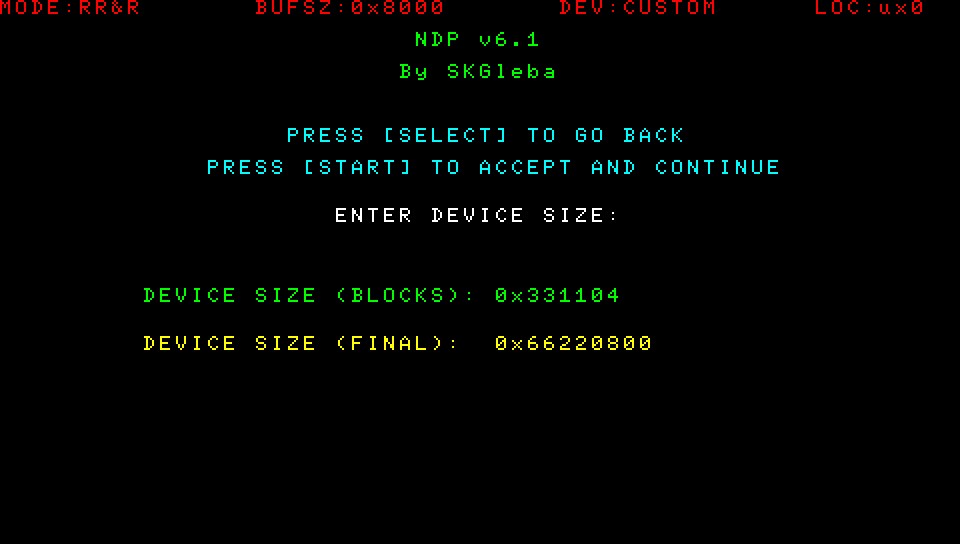 MODE:RR&R BUFSZ:0x8000 DEV:CUSTOM LOC:ux0
NDP v6.1
By SKGleba
PRESS [SELECT] TO GO BACK
PRESS [START] TO ACCEPT AND CONTINUE
ENTER DEVICE SIZE:
DEVICE SIZE (BLOCKS): 0x331104
DEVICE SIZE (FINAL): 0x66220800